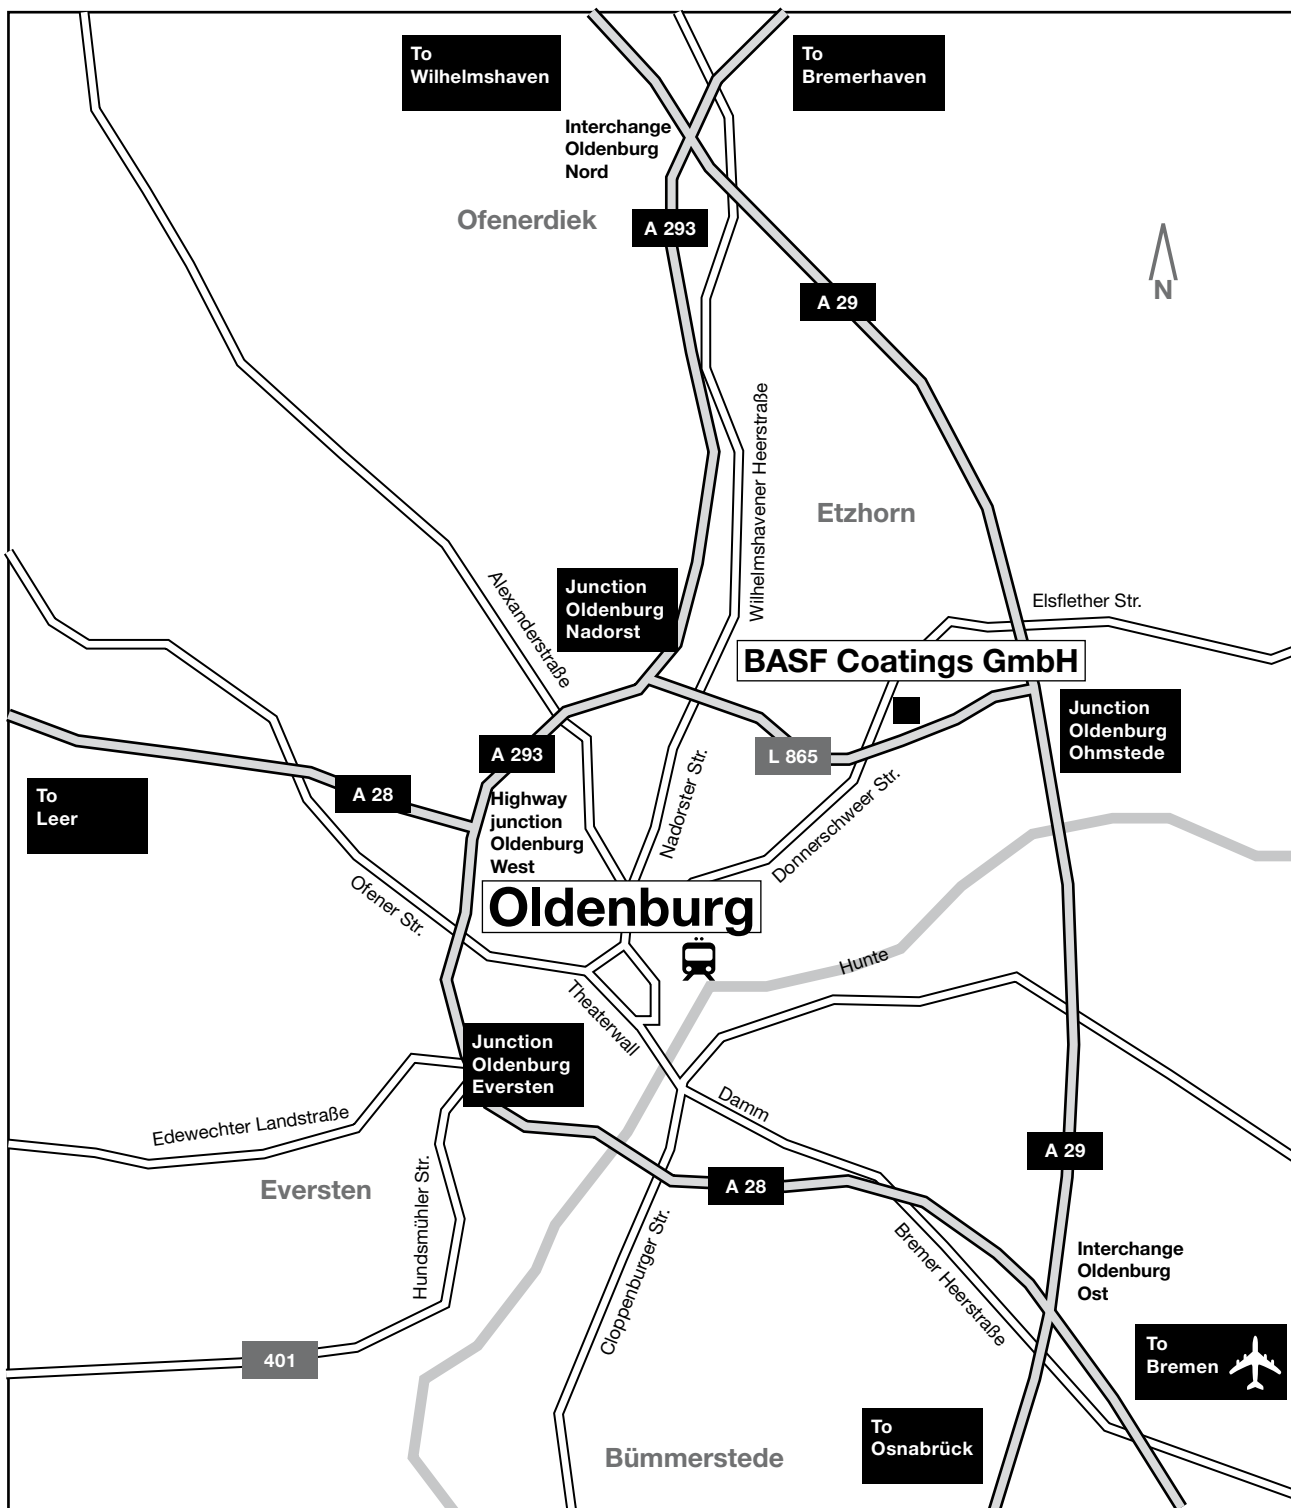 To
Wilhelmshaven
To
Bremerhaven
Interchange
Oldenburg
Nord
Ofenerdiek
A 293
N
A 29
Wilhelmshavener Heerstraße
Etzhorn
Alexanderstraße
Junction
Oldenburg
Nadorst
Elsflether Str.
BASF Coatings GmbH
Junction
Oldenburg
Ohmstede
A 293
L 865
Nadorster Str.
To
Leer
A 28
Highway
junction
Oldenburg
West
Donnerschweer Str.
Ofener Str.
Oldenburg
Hunte
Theaterwall
Junction
Oldenburg
Eversten
Damm
Edewechter Landstraße
A 29
Eversten
Hundsmühler Str.
A 28
Cloppenburger Str.
Bremer Heerstraße
Interchange
Oldenburg
Ost
401
To
Bremen
To
Osnabrück
Bümmerstede